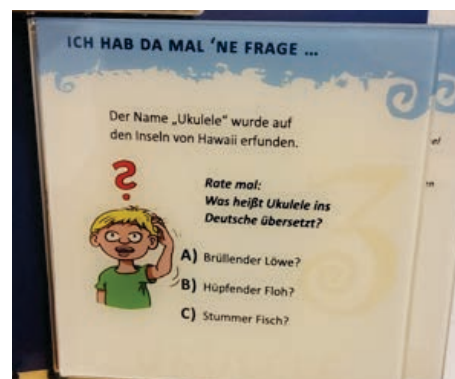 ICH HAB DA MAL 'NE FRAGE ...
Der Name „Ukulele" wurde auf
den Inseln von Hawaii erfunden.
?
Rate mal:
Was heißt Ukulele ins
Deutsche übersetzt?
A) Brüllender Löwe?
B) Hüpfender Floh?
C) Stummer Fisch?
3